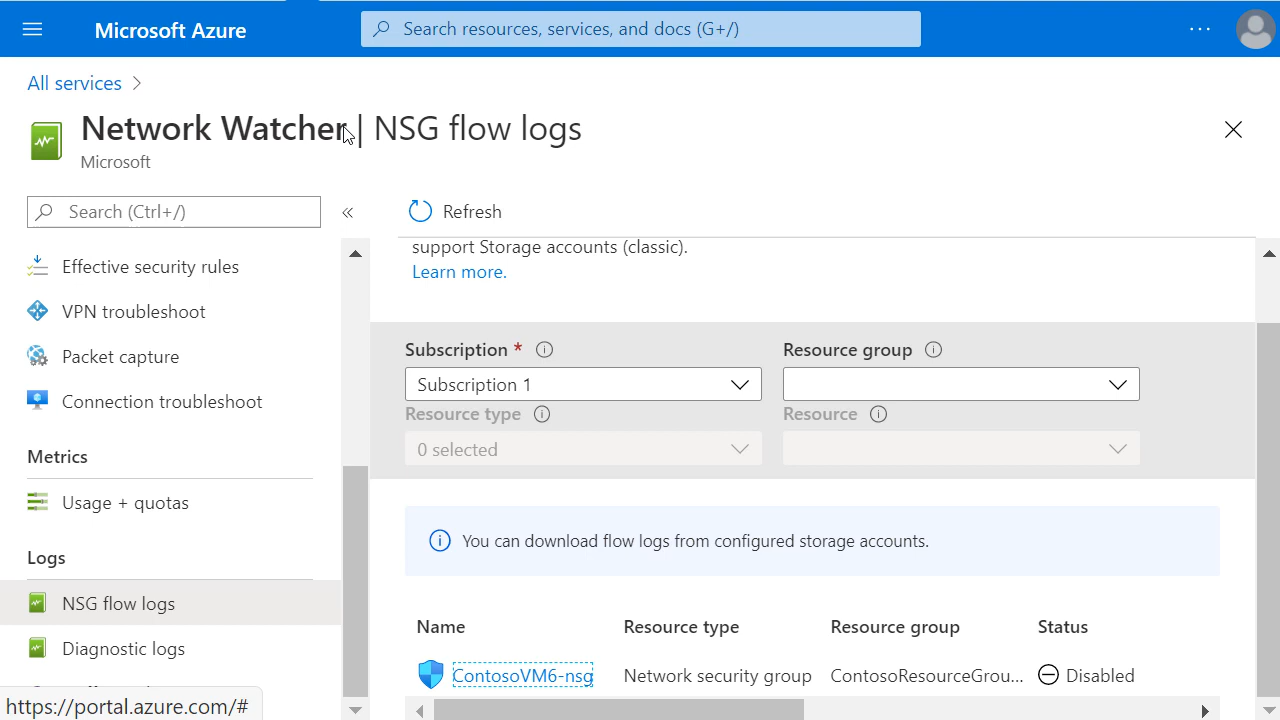 Microsoft Azure
Search resources, services, and docs (G+/)
All services
Network Watcher | NSG flow logs
Microsoft
Search (Ctrl+/)
«
Refresh
support Storage accounts (classic).
Learn more.
Effective security rules
VPN troubleshoot
Packet capture
Connection troubleshoot
Metrics
Usage + quotas
Logs
NSG flow logs
Diagnostic logs
Subscription *
Resource group
Subscription 1
Resource type
Resource
0 selected
You can download flow logs from configured storage accounts.
Name Resource type Resource group Status
ContosoVM6-nsg Network security group ContosoResourceGrou... Disabled
https://portal.azure.com/#